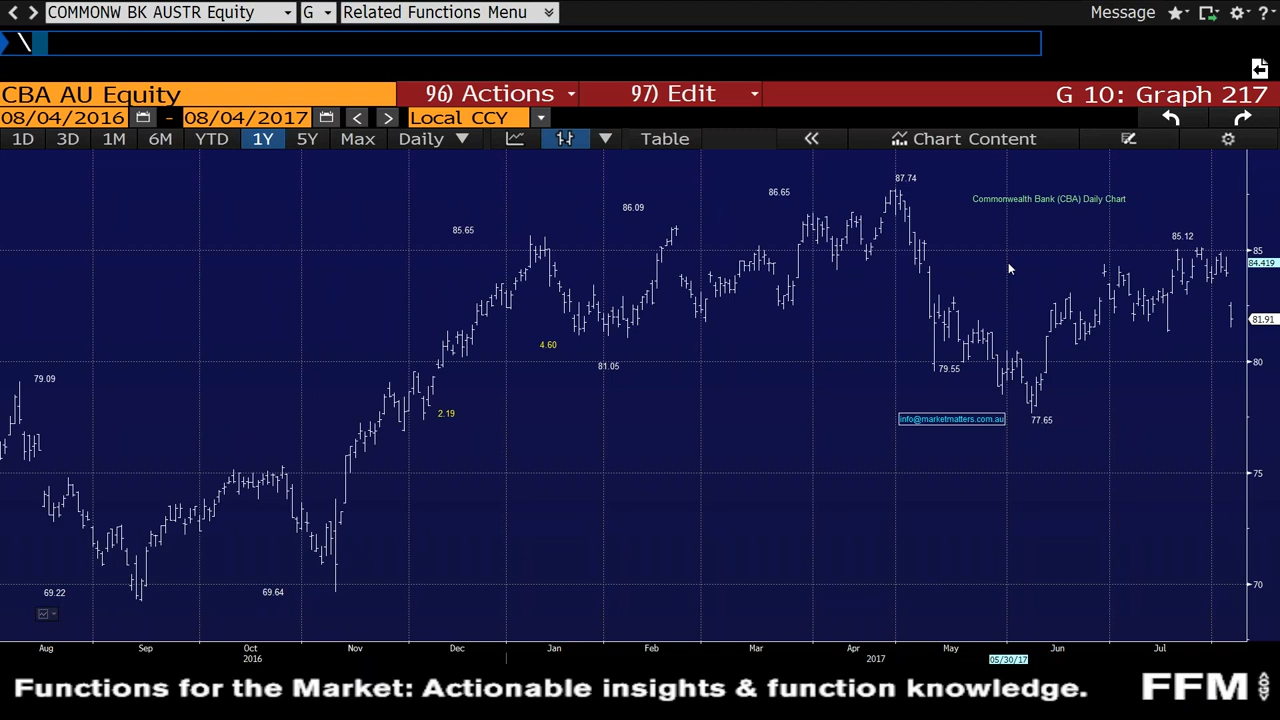 COMMONW BK AUSTR Equity G Related Functions Menu Message ?
\
CBA AU Equity 96) Actions 97) Edit G 10: Graph 217
08/04/2016 - 08/04/2017 Local CCY
1D 3D 1M 6M YTD 1Y 5Y Max Daily Table Chart Content
87.74
86.65
Commonwealth Bank (CBA) Daily Chart
86.09
85.65
85.12
85
84.419
81.91
4.60
80
81.05
79.55
79.09
2.19
info@marketmatters.com.au
77.65
75
70
69.22
69.64
Aug Sep Oct Nov Dec Jan Feb Mar Apr May Jun Jul
2016 2017 05/30/17
Functions for the Market: Actionable insights & function knowledge. FFM